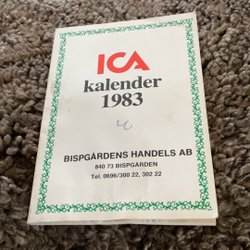 ICA
kalender
1983
BISPGÅRDENS HANDELS AB
840 73 BISPGÅRDEN
Tel. 0696/300 22, 302 22